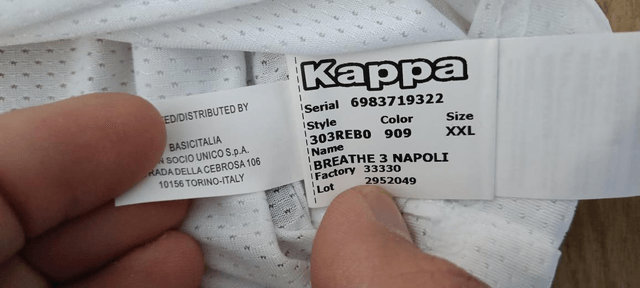 ED/DISTRIBUTED BY
BASICITALIA
SOCIO UNICO S.p.A.
RADA DELLA CEBROSA 106
10156 TORINO-ITALY
Kappa
Serial 6983719322
Style Color Size
303REB0 909 XXL
Name
BREATHE 3 NAPOLI
Factory 33330
Lot 2952049